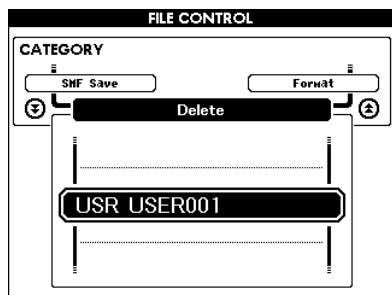 FILE CONTROL
CATEGORY
SMF Save
Format
Delete
USR USER001